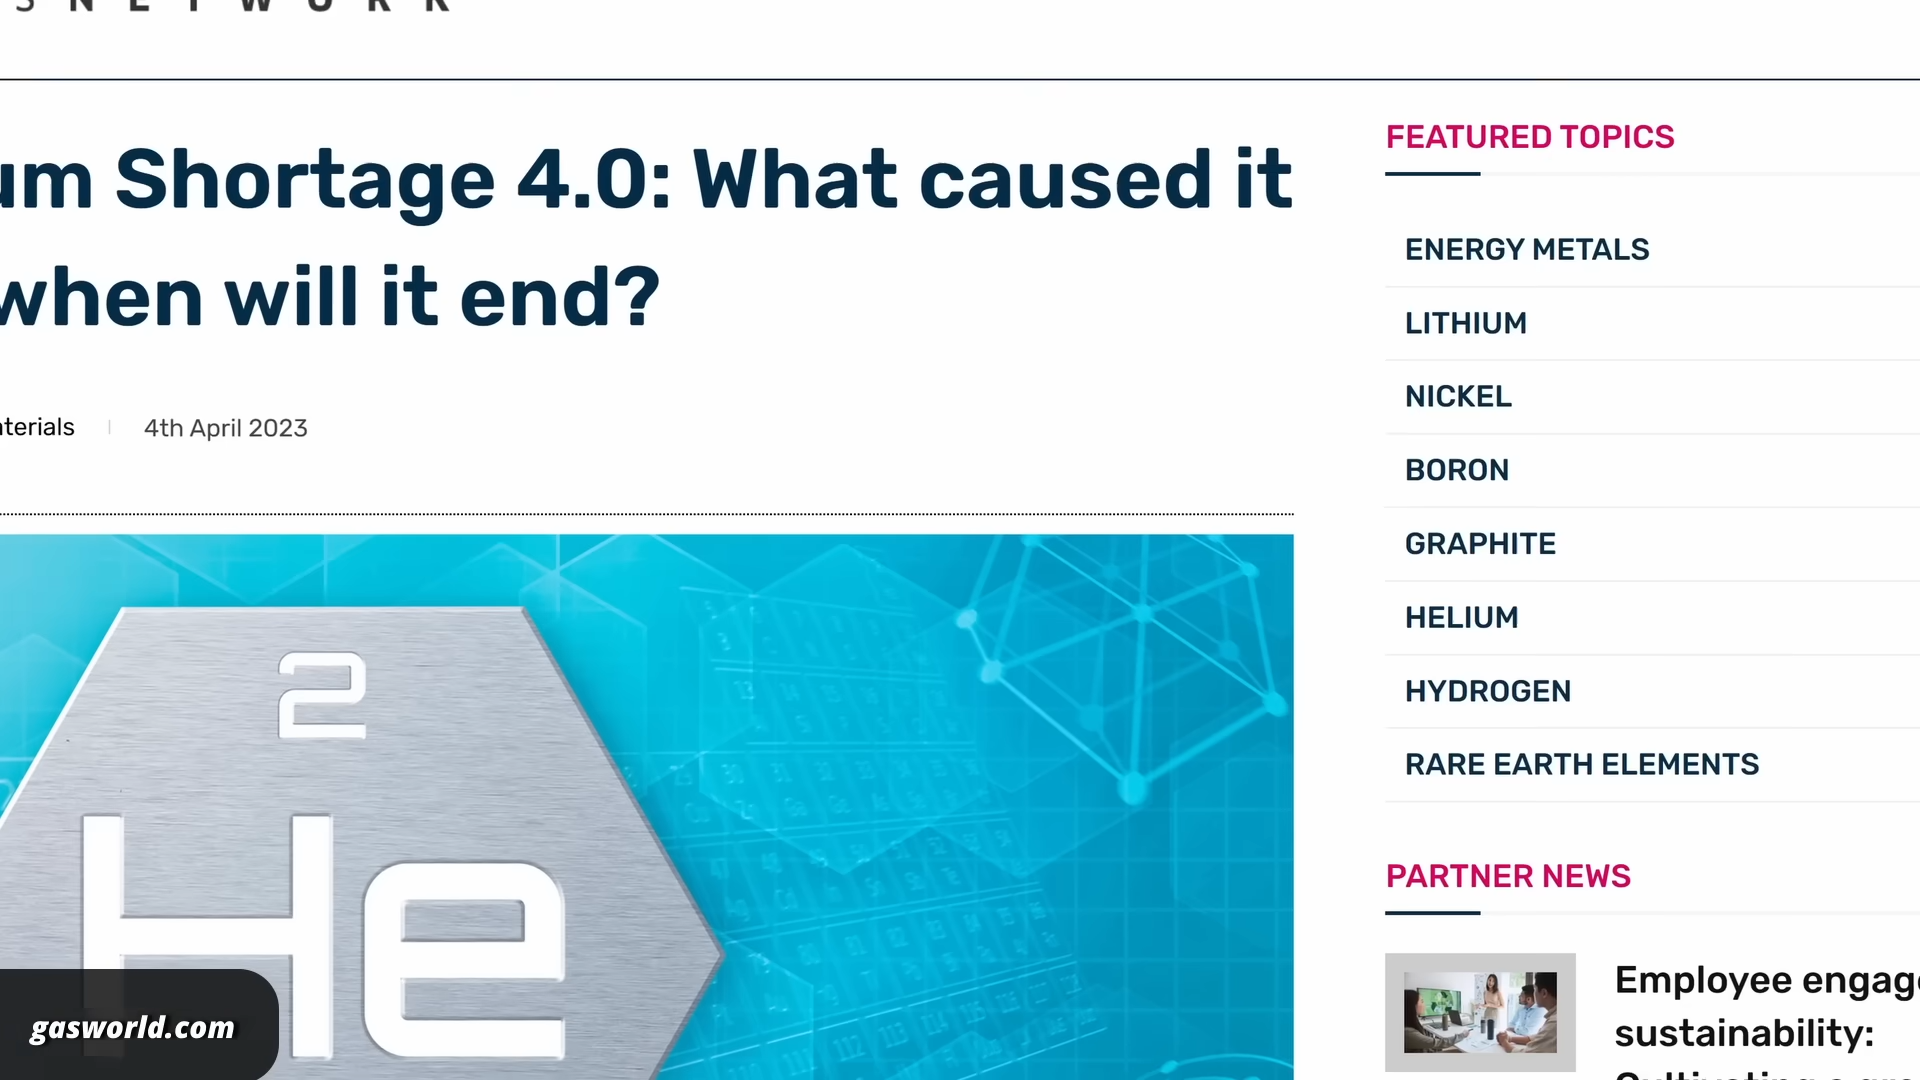 S N E T W O R K
um Shortage 4.0: What caused it
when will it end?
aterials
4th April 2023
2
He
gasworld.com
FEATURED TOPICS
ENERGY METALS
LITHIUM
NICKEL
BORON
GRAPHITE
HELIUM
HYDROGEN
RARE EARTH ELEMENTS
PARTNER NEWS
Employee engag
sustainability: